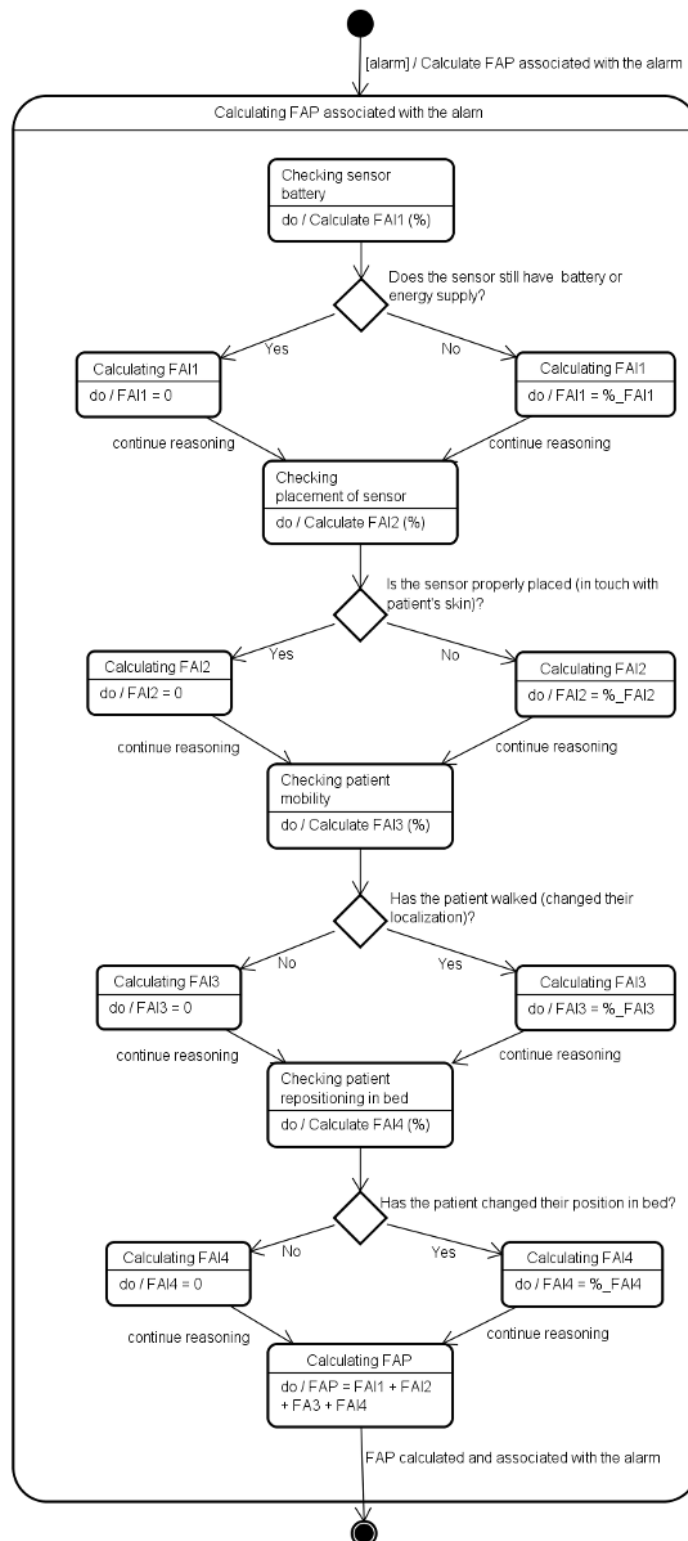 [alarm] / Calculate FAP associated with the alarm
Calculating FAP associated with the alarm
Checking sensor
battery
do / Calculate FAI1 (%)
Does the sensor still have battery or
energy supply?
Yes
No
Calculating FAI1
do / FAI1 = 0
Calculating FAI1
do / FAI1 = %_FAI1
continue reasoning
continue reasoning
Checking
placement of sensor
do / Calculate FAI2 (%)
Is the sensor properly placed (in touch with
patient's skin)?
Yes
No
Calculating FAI2
do / FAI2 = 0
Calculating FAI2
do / FAI2 = %_FAI2
continue reasoning
continue reasoning
Checking patient
mobility
do / Calculate FAI3 (%)
Has the patient walked (changed their
localization)?
No
Yes
Calculating FAI3
do / FAI3 = 0
Calculating FAI3
do / FAI3 = %_FAI3
continue reasoning
continue reasoning
Checking patient
repositioning in bed
do / Calculate FAI4 (%)
Has the patient changed their position in bed?
No
Yes
Calculating FAI4
do / FAI4 = 0
Calculating FAI4
do / FAI4 = %_FAI4
continue reasoning
continue reasoning
Calculating FAP
do / FAP = FAI1 + FAI2
+ FA3 + FAI4
FAP calculated and associated with the alarm